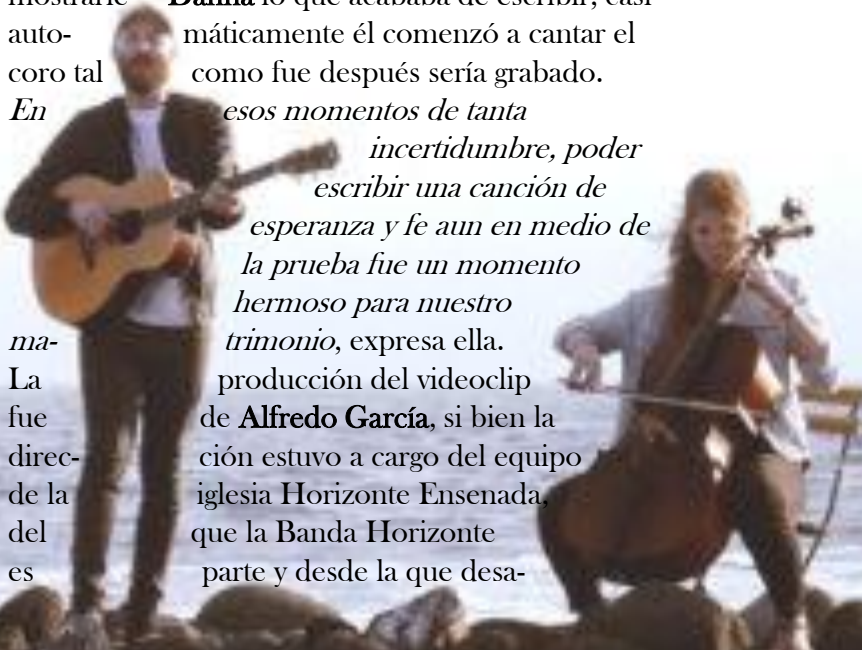 lo que acababa de escribir, casi
auto- máticamente él comenzó a cantar el
coro tal como fue después sería grabado.
En esos momentos de tanta
incertidumbre, poder
escribir una canción de
esperanza y fe aun en medio de
la prueba fue un momento
hermoso para nuestro
ma- trimonio, expresa ella.
La producción del videoclip
fue de Alfredo García, si bien la
direc- ción estuvo a cargo del equipo
de la iglesia Horizonte Ensenada,
del que la Banda Horizonte
es parte y desde la que desa-